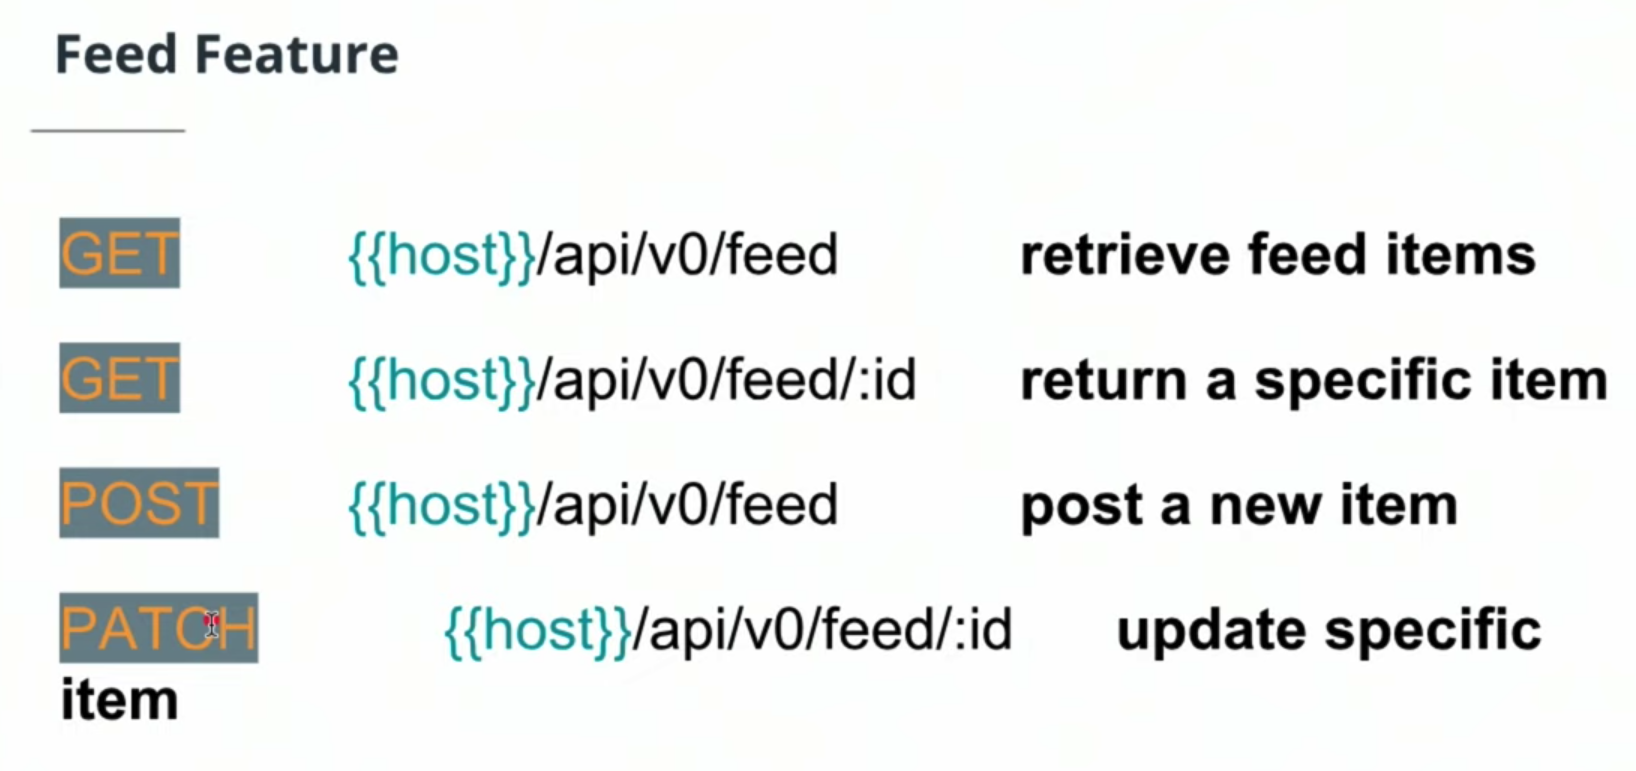 Feed Feature
GET {{host}}/api/v0/feed retrieve feed items
GET {{host}}/api/v0/feed/:id return a specific item
POST {{host}}/api/v0/feed post a new item
PATCH {{host}}/api/v0/feed/:id update specific
item